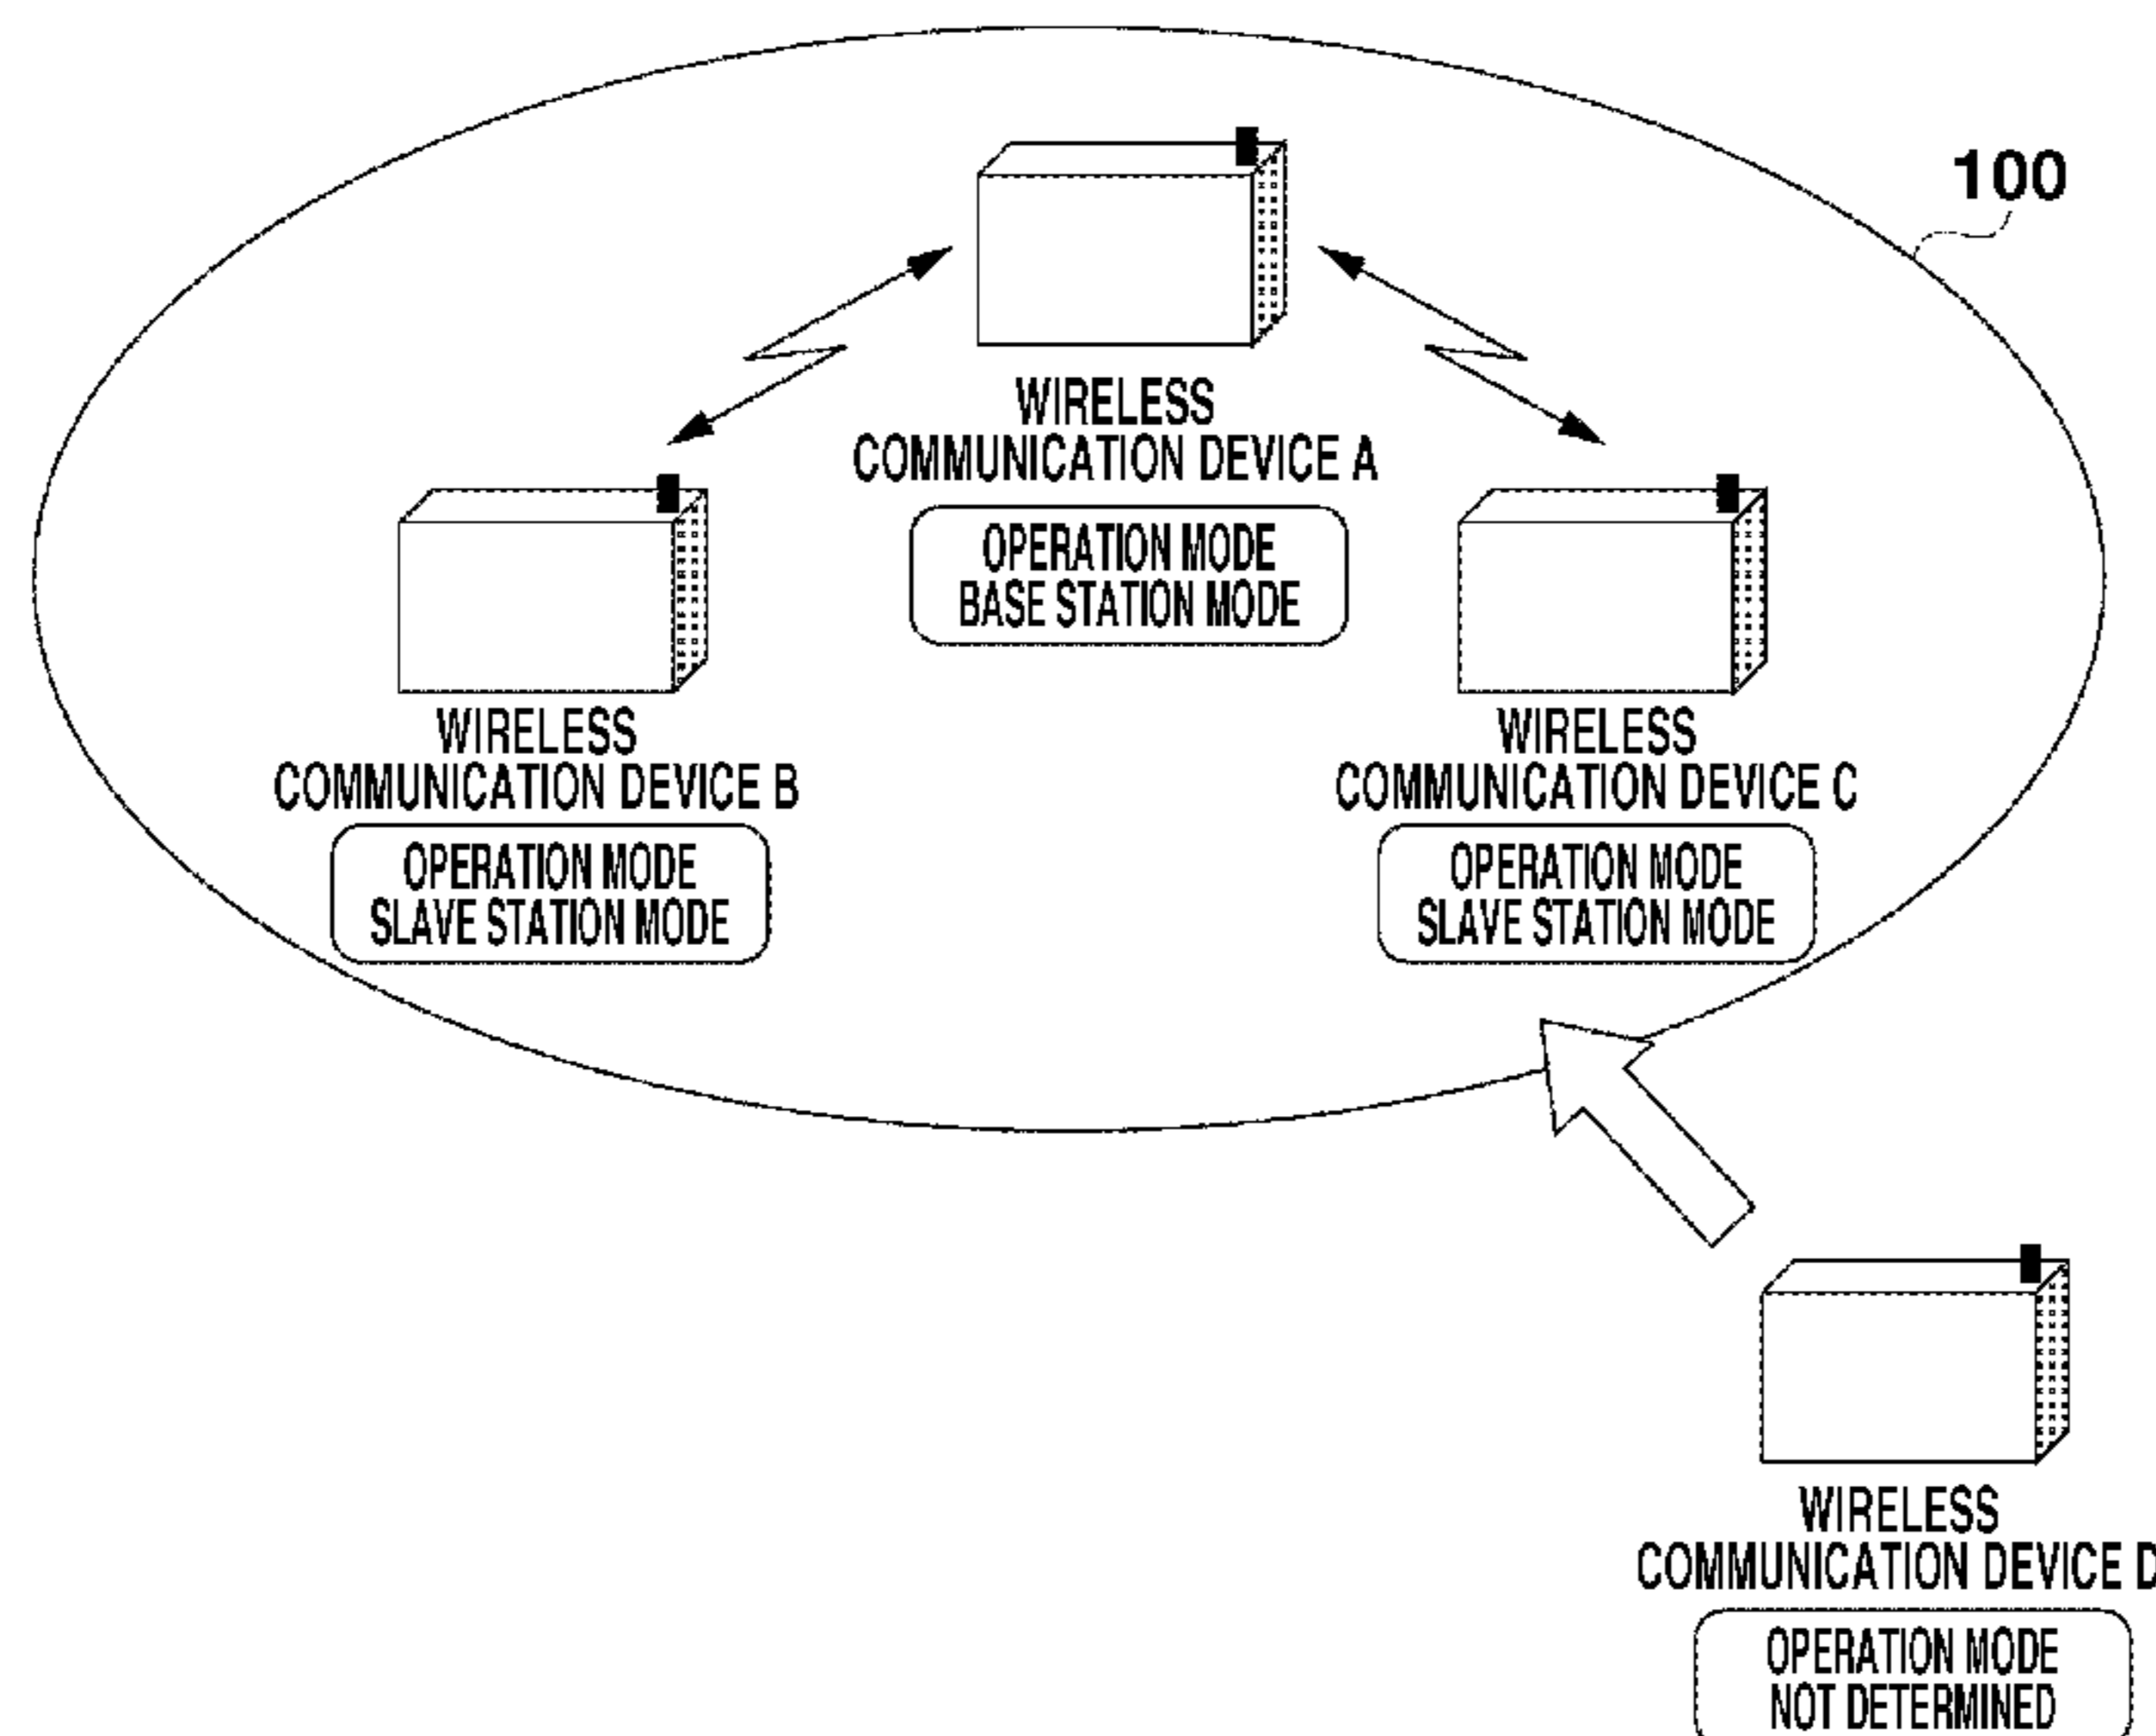 100
WIRELESS
COMMUNICATION DEVICE A
OPERATION MODE
BASE STATION MODE
WIRELESS
COMMUNICATION DEVICE B
OPERATION MODE
SLAVE STATION MODE
WIRELESS
COMMUNICATION DEVICE C
OPERATION MODE
SLAVE STATION MODE
WIRELESS
COMMUNICATION DEVICE D
OPERATION MODE
NOT DETERMINED